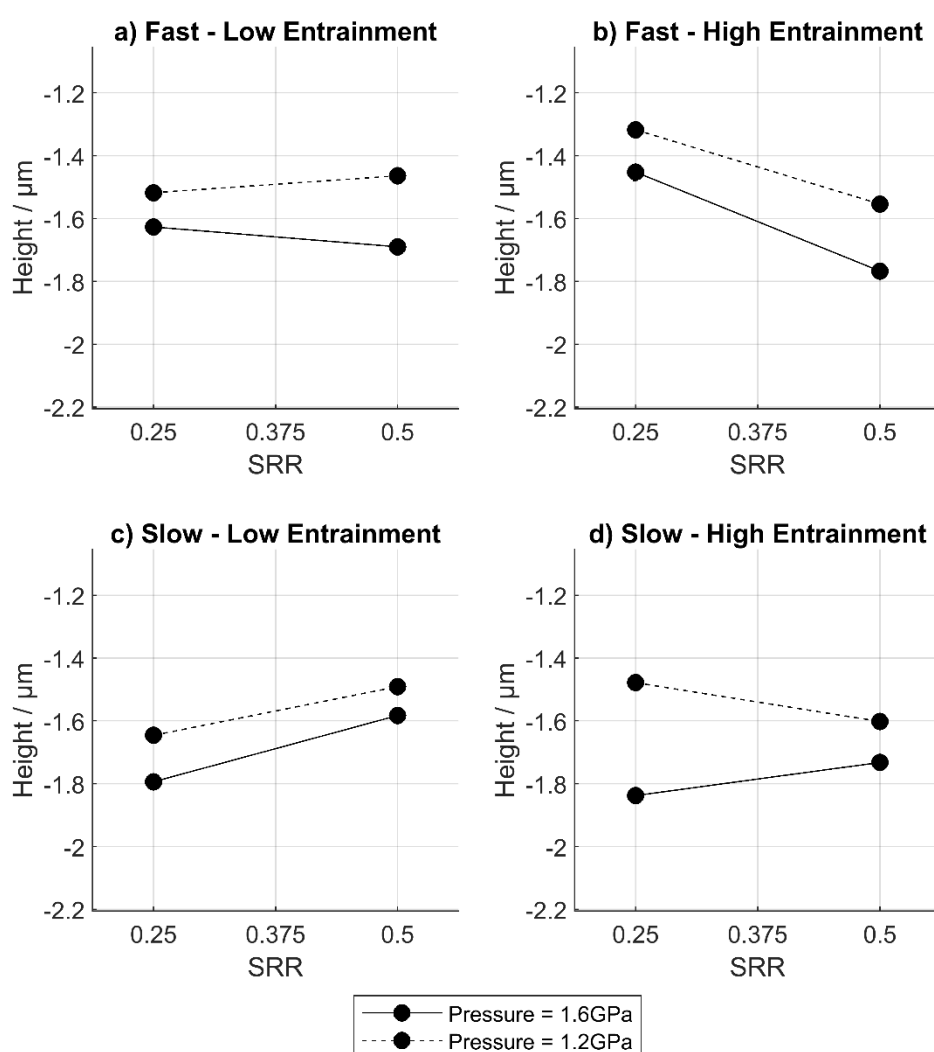 a) Fast - Low Entrainment
-1.2
-1.4
-1.6
-1.8
-2
-2.2
Height / µm
0.25 0.375 0.5
SRR
b) Fast - High Entrainment
-1.2
-1.4
-1.6
-1.8
-2
-2.2
Height / µm
0.25 0.375 0.5
SRR
c) Slow - Low Entrainment
-1.2
-1.4
-1.6
-1.8
-2
-2.2
Height / µm
0.25 0.375 0.5
SRR
d) Slow - High Entrainment
-1.2
-1.4
-1.6
-1.8
-2
-2.2
Height / µm
0.25 0.375 0.5
SRR
Pressure = 1.6GPa
Pressure = 1.2GPa